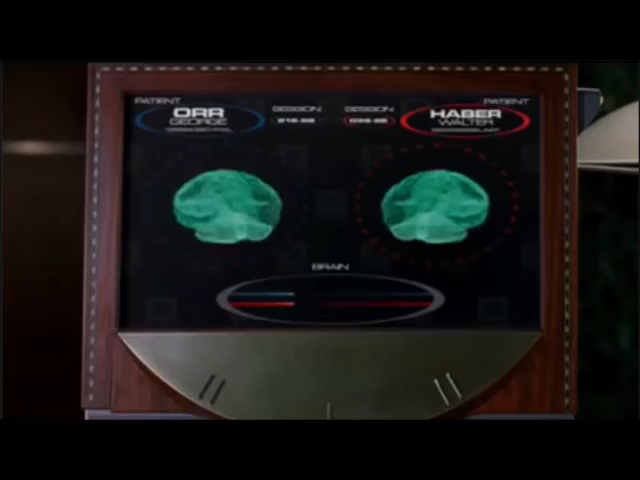 PATIENT
ORR
GEORGE
SESSION
SESSION
PATIENT
HABER
WALTER
BRAIN